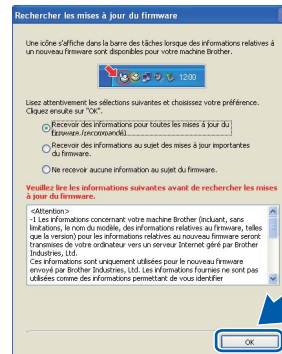 Rechercher les mises à jour du firmware
Une icône s'affiche dans la barre des tâches lorsque des informations relatives à
un nouveau firmware sont disponibles pour votre machine Brother.
12:00
Lisez attentivement les sélections suivantes et choisissez votre préférence.
Cliquez ensuite sur "OK".
Recevoir des informations pour toutes les mises à jour du
firmware.(recommandé)
Recevoir des informations au sujet des mises à jour importantes
du firmware.
Ne recevoir aucune information au sujet du firmware.
Veuillez lire les informations suivantes avant de rechercher les mises
à jour du firmware.
<Attention>
-1 Les informations concernant votre machine Brother (incluant, sans
limitations, le nom du modèle, des informations relatives au firmware, telles
que la version) pour les informations relatives au nouveau firmware seront
transmises de votre ordinateur vers un serveur Internet géré par Brother
Industries, Ltd.
Ces informations sont uniquement utilisées pour le nouveau firmware
envoyé par Brother Industries, Ltd. Les informations fournies ne sont pas
utilisées comme des informations permettant de vous identifier
OK